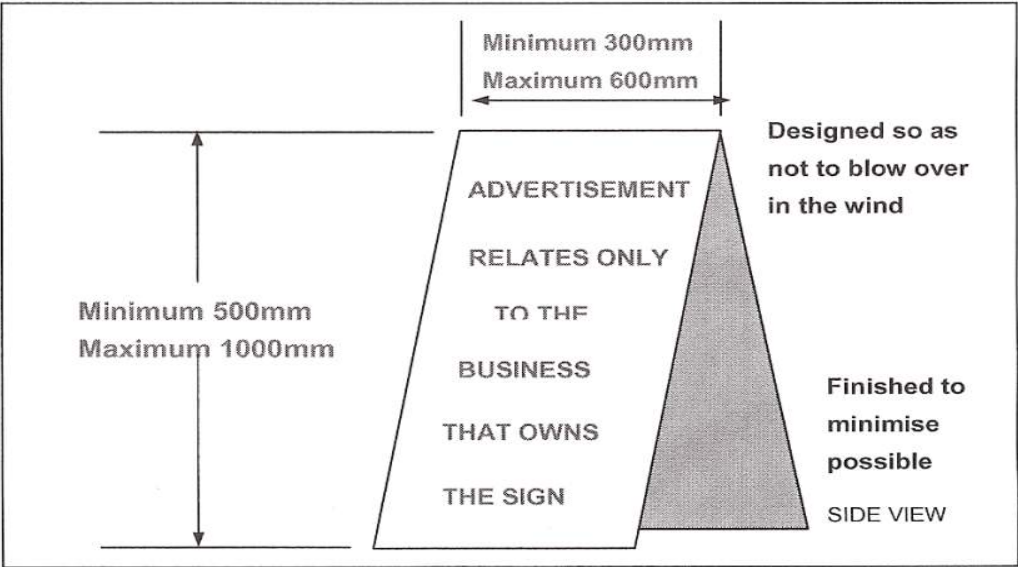 Minimum 300mm
Maximum 600mm
Designed so as
not to blow over
in the wind
ADVERTISEMENT
RELATES ONLY
TO THE
BUSINESS
THAT OWNS
THE SIGN
Minimum 500mm
Maximum 1000mm
Finished to
minimise
possible
SIDE VIEW